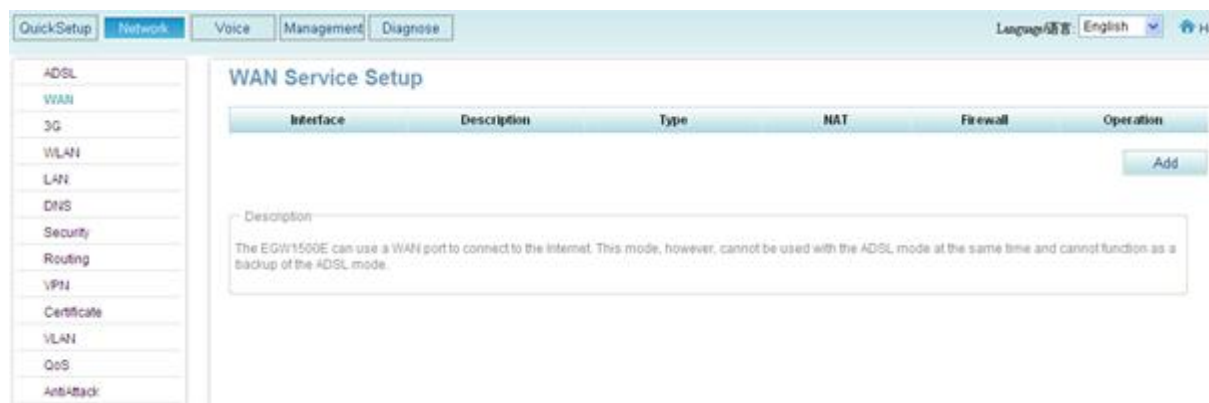 QuickSetup Network Voice Management Diagnose Language/语言: English
ADSL
WAN
3G
WLAN
LAN
DNS
Security
Routing
VPN
Certificate
VLAN
QoS
AntiAttack
WAN Service Setup
Interface Description Type NAT Firewall Operation
Add
Description
The EGW1500E can use a WAN port to connect to the Internet. This mode, however, cannot be used with the ADSL mode at the same time and cannot function as a
backup of the ADSL mode.